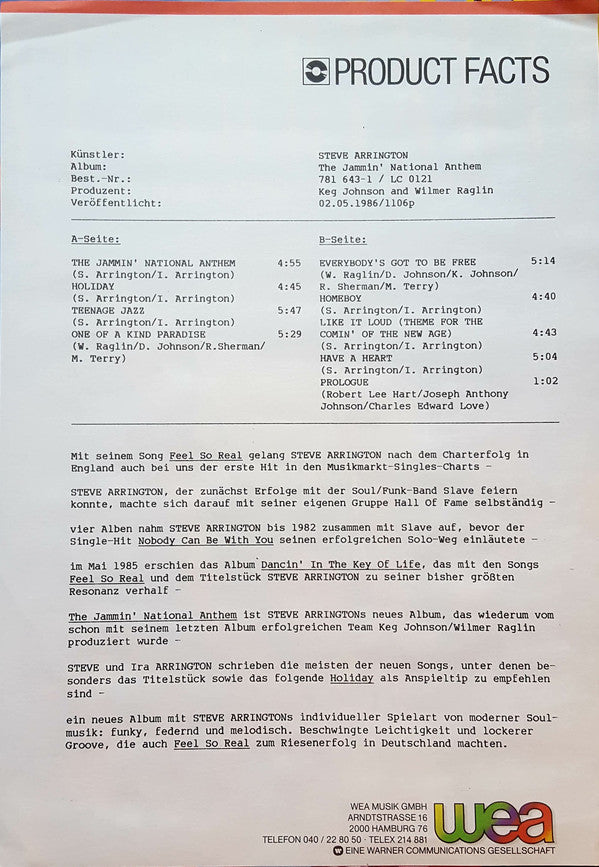 PRODUCT FACTS
Künstler: STEVE ARRINGTON
Album: The Jammin' National Anthem
Best.-Nr.: 781 643-1 / LC 0121
Produzent: Keg Johnson and Wilmer Raglin
Veröffentlicht: 02.05.1986/1106p
A-Seite:
THE JAMMIN' NATIONAL ANTHEM 4:55
(S. Arrington/I. Arrington)
HOLIDAY 4:45
(S. Arrington/I. Arrington)
TEENAGE JAZZ 5:47
(S. Arrington/I. Arrington)
ONE OF A KIND PARADISE 5:29
(W. Raglin/D. Johnson/R.Sherman/
M. Terry)
B-Seite:
EVERYBODY'S GOT TO BE FREE 5:14
(W. Raglin/D. Johnson/K. Johnson/
R. Sherman/M. Terry)
HOMEBOY 4:40
(S. Arrington/I. Arrington)
LIKE IT LOUD (THEME FOR THE
COMIN' OF THE NEW AGE) 4:43
(S. Arrington/I. Arrington)
HAVE A HEART 5:04
(S. Arrington/I. Arrington)
PROLOGUE 1:02
(Robert Lee Hart/Joseph Anthony
Johnson/Charles Edward Love)
Mit seinem Song Feel So Real gelang STEVE ARRINGTON nach dem Charterfolg in
England auch bei uns der erste Hit in den Musikmarkt-Singles-Charts -
STEVE ARRINGTON, der zunächst Erfolge mit der Soul/Funk-Band Slave feiern
konnte, machte sich darauf mit seiner eigenen Gruppe Hall Of Fame selbständig -
vier Alben nahm STEVE ARRINGTON bis 1982 zusammen mit Slave auf, bevor der
Single-Hit Nobody Can Be With You seinen erfolgreichen Solo-Weg einläutete -
im Mai 1985 erschien das Album Dancin' In The Key Of Life, das mit den Songs
Feel So Real und dem Titelstück STEVE ARRINGTON zu seiner bisher größten
Resonanz verhalf -
The Jammin' National Anthem ist STEVE ARRINGTONs neues Album, das wiederum vom
schon mit seinem letzten Album erfolgreichen Team Keg Johnson/Wilmer Raglin
produziert wurde -
STEVE und Ira ARRINGTON schrieben die meisten der neuen Songs, unter denen be-
sonders das Titelstück sowie das folgende Holiday als Anspieltip zu empfehlen
sind -
ein neues Album mit STEVE ARRINGTONs individueller Spielart von moderner Soul-
musik: funky, federnd und melodisch. Beschwingte Leichtigkeit und lockerer
Groove, die auch Feel So Real zum Riesenerfolg in Deutschland machten.
WEA MUSIK GMBH
ARNDTSTRASSE 16
2000 HAMBURG 76
TELEFON 040 / 22 80 50 · TELEX 214 881
EINE WARNER COMMUNICATIONS GESELLSCHAFT
wea